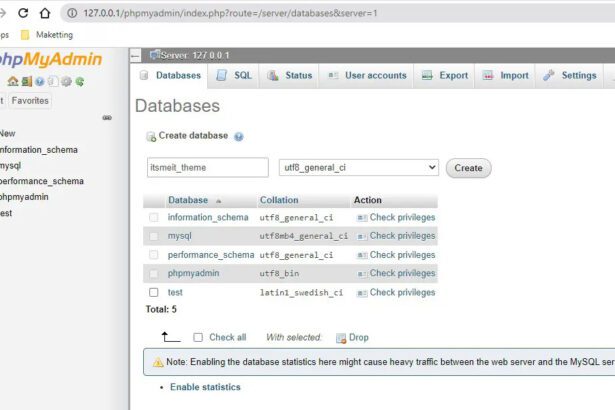 127.0.0.1/phpmyadmin/index.php?route=/server/databases&server=1
YouTube
Maps
Maketting
phpMyAdmin
Favorites
New
information_schema
mysql
performance_schema
phpmyadmin
test
Server: 127.0.0.1
Databases
SQL
Status
User accounts
Export
Import
Settings
Databases
Create database
itsmeit_theme
utf8_general_ci
Create
Database Collation Action
information_schema utf8_general_ci Check privileges
mysql utf8mb4_general_ci Check privileges
performance_schema utf8_general_ci Check privileges
phpmyadmin utf8_bin Check privileges
test latin1_swedish_ci Check privileges
Total: 5
Check all With selected: Drop
Note: Enabling the database statistics here might cause heavy traffic between the web server and the MySQL ser
Enable statistics